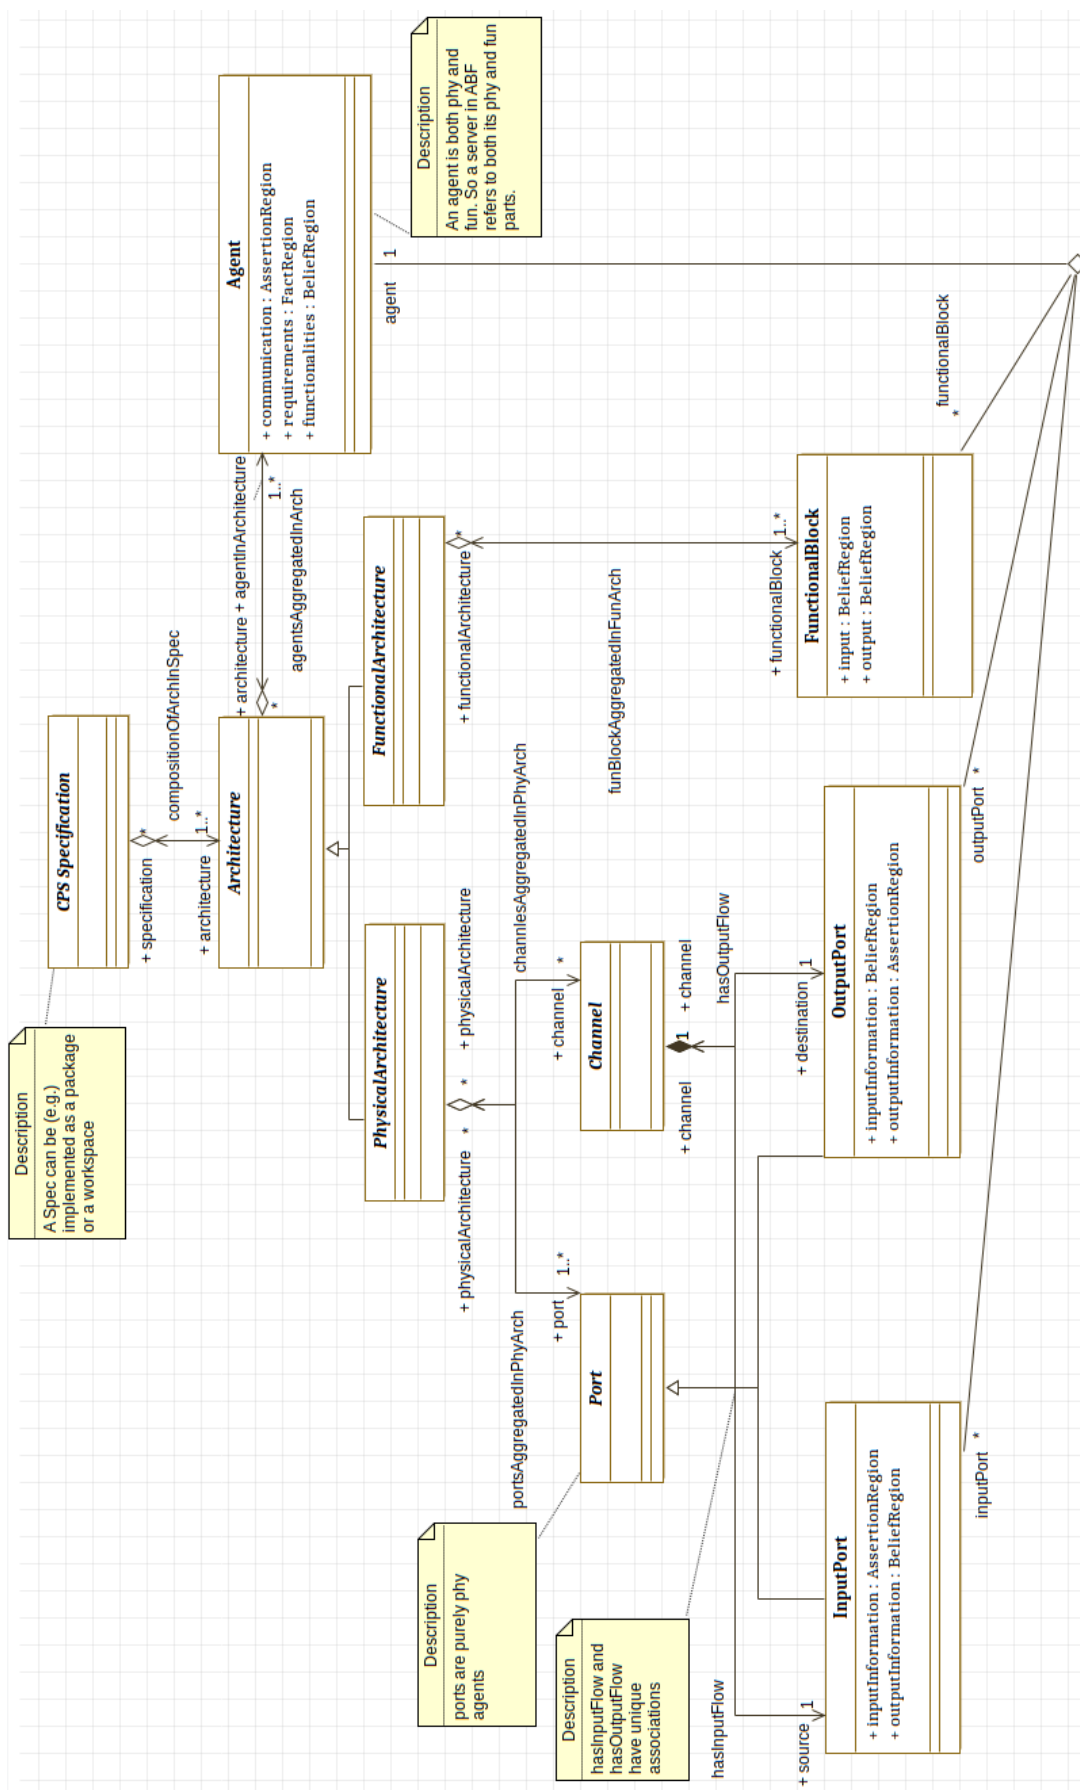 Description
A Spec can be (e.g.)
implemented as a package
or a workspace
CPS Specification
+ specification
*
compositionOfArchInSpec
+ architecture
1..*
Architecture
+ architecture
+ agentInArchitecture
*
1..*
agentsAggregatedInArch
Agent
+ communication : AssertionRegion
+ requirements : FactRegion
+ functionalities : BeliefRegion
agent
1
Description
An agent is both phy and
fun. So a server in ABF
refers to both its phy and fun
parts.
PhysicalArchitecture
FunctionalArchitecture
+ physicalArchitecture
*
*
+ physicalArchitecture
+ functionalArchitecture
*
portsAggregatedInPhyArch
channlesAggregatedInPhyArch
funBlockAggregatedInFunArch
+ port
1..*
+ channel
*
Description
ports are purely phy
agents
Port
Channel
+ channel
1
+ channel
Description
hasInputFlow and
hasOutputFlow
have unique
associations
hasInputFlow
hasOutputFlow
+ source
1
+ destination
1
+ functionalBlock
1..*
InputPort
+ inputInformation : AssertionRegion
+ outputInformation : BeliefRegion
OutputPort
+ inputInformation : BeliefRegion
+ outputInformation : AssertionRegion
FunctionalBlock
+ input : BeliefRegion
+ output : BeliefRegion
inputPort
*
outputPort
*
*
functionalBlock